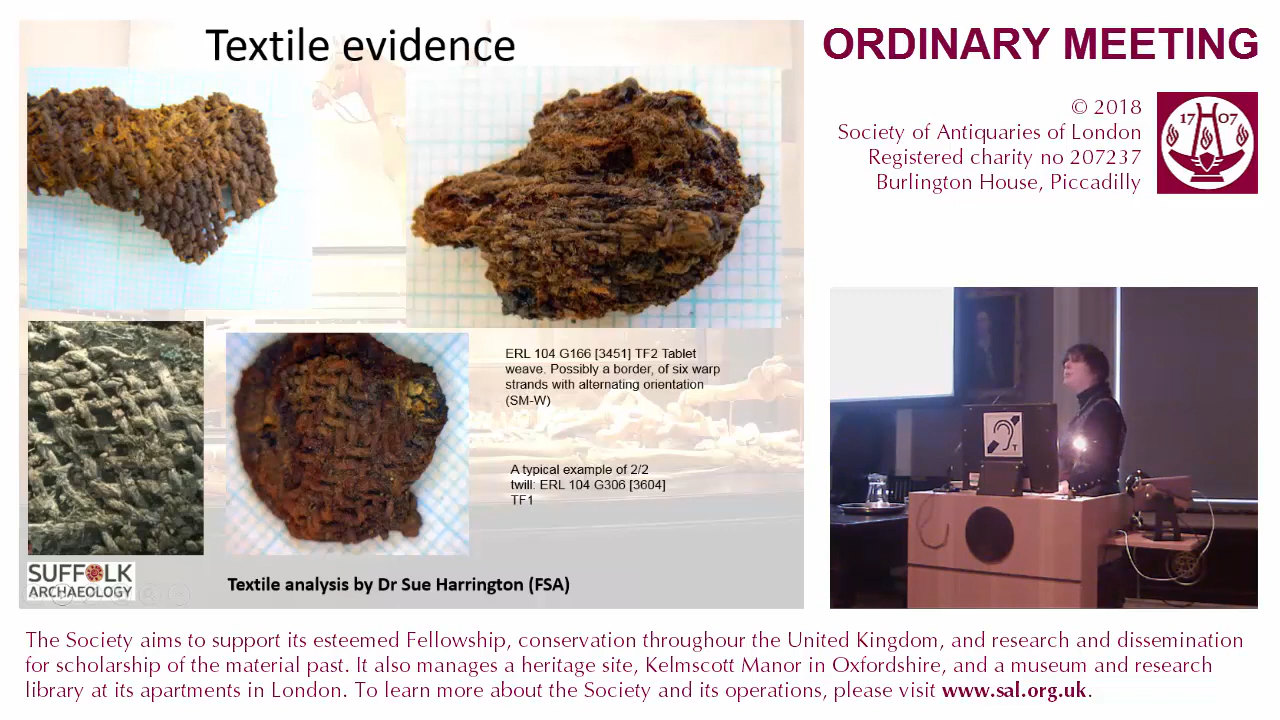 Textile evidence
ERL 104 G166 [3451] TF2 Tablet
weave. Possibly a border, of six warp
strands with alternating orientation
(SM-W)
A typical example of 2/2
twill: ERL 104 G306 [3604]
TF1
SUFFOLK
ARCHAEOLOGY
Textile analysis by Dr Sue Harrington (FSA)
ORDINARY MEETING
© 2018
Society of Antiquaries of London
Registered charity no 207237
Burlington House, Piccadilly
17 07
T
The Society aims to support its esteemed Fellowship, conservation throughour the United Kingdom, and research and dissemination
for scholarship of the material past. It also manages a heritage site, Kelmscott Manor in Oxfordshire, and a museum and research
library at its apartments in London. To learn more about the Society and its operations, please visit www.sal.org.uk.